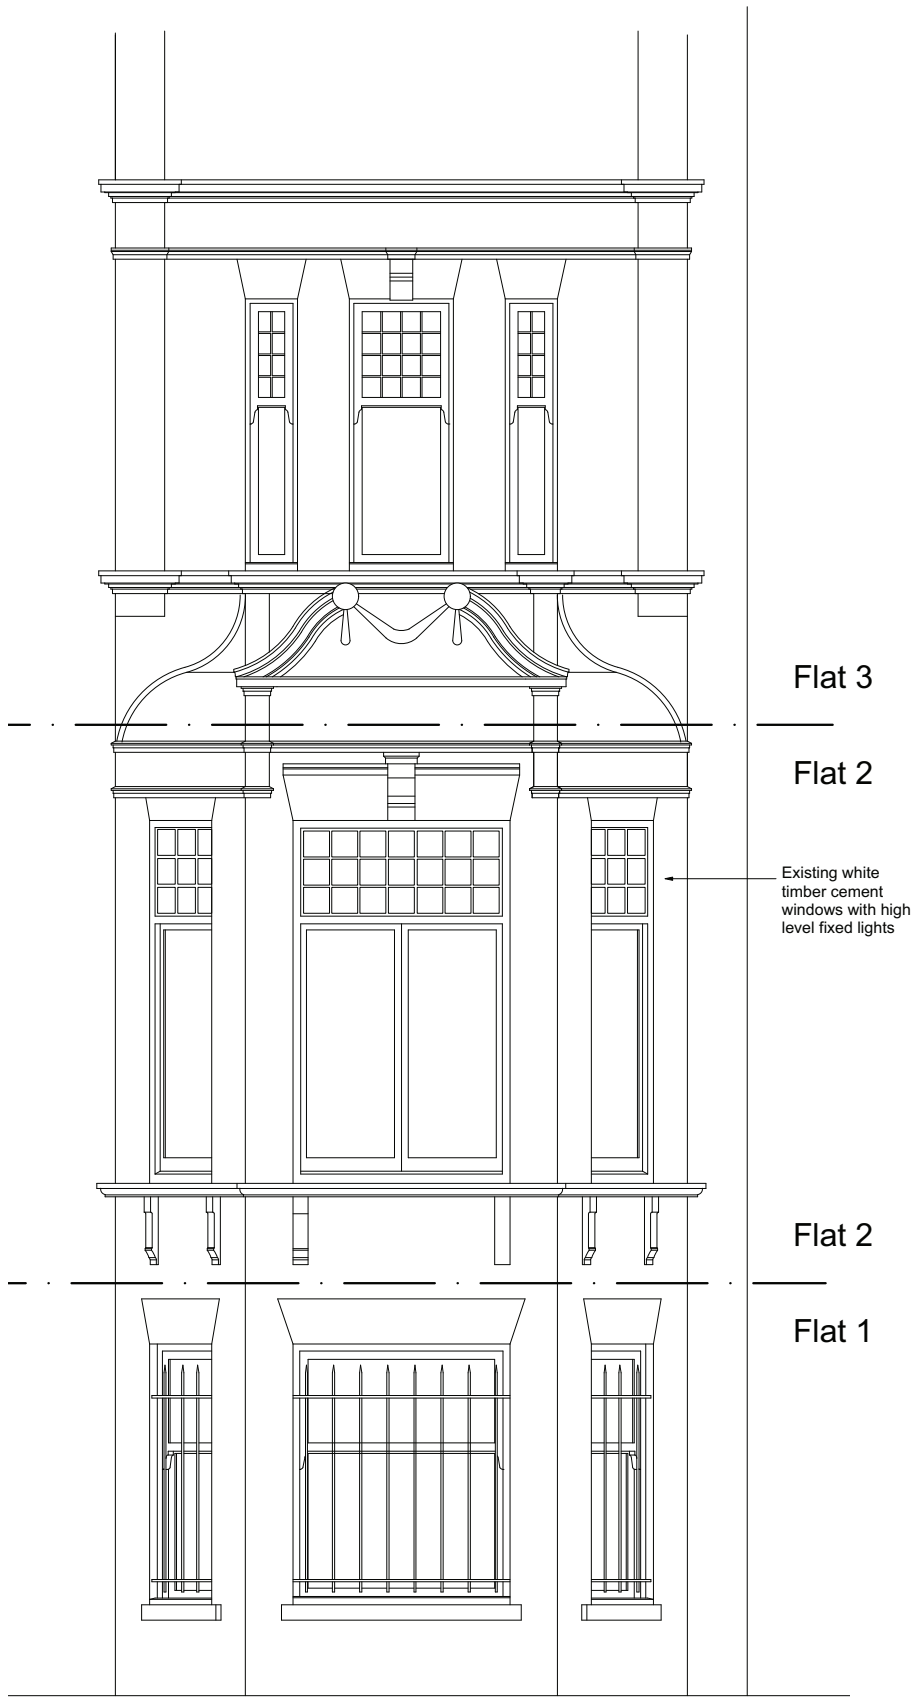 Flat 3
Flat 2
Existing white
timber cement
windows with high
level fixed lights
Flat 2
Flat 1